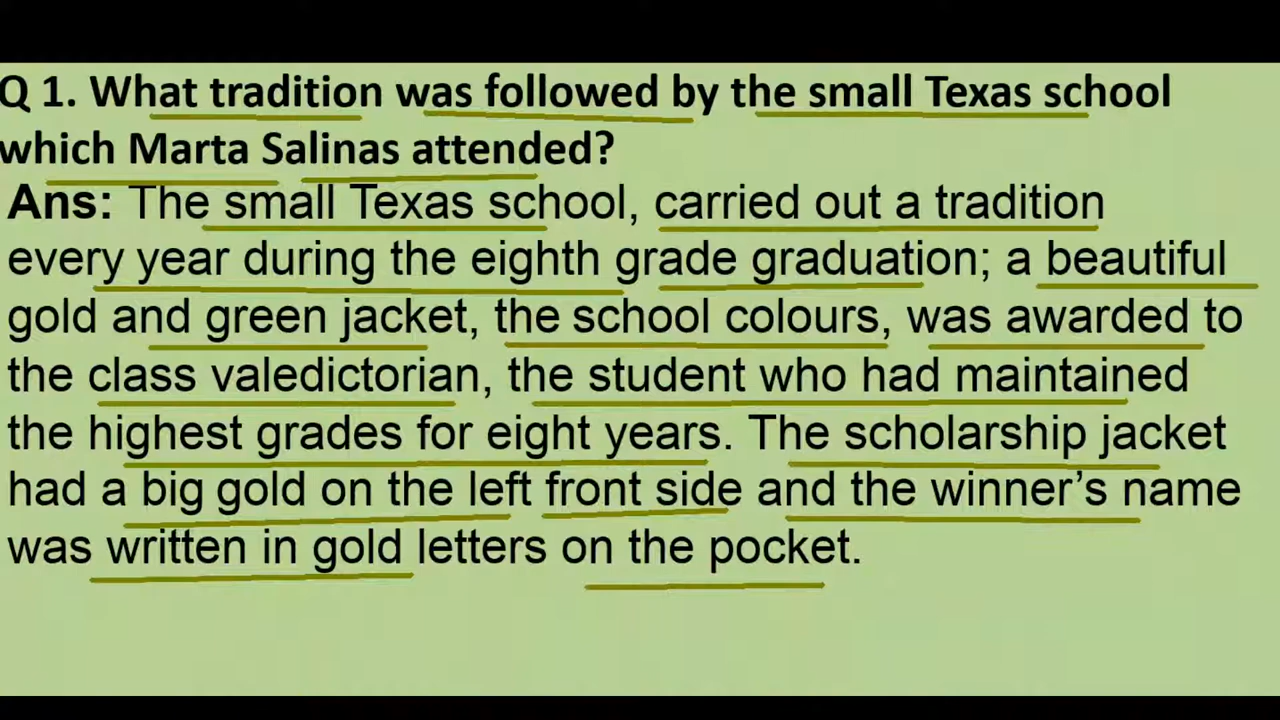 Q 1. What tradition was followed by the small Texas school
which Marta Salinas attended?
Ans: The small Texas school, carried out a tradition
every year during the eighth grade graduation; a beautiful
gold and green jacket, the school colours, was awarded to
the class valedictorian, the student who had maintained
the highest grades for eight years. The scholarship jacket
had a big gold on the left front side and the winner’s name
was written in gold letters on the pocket.